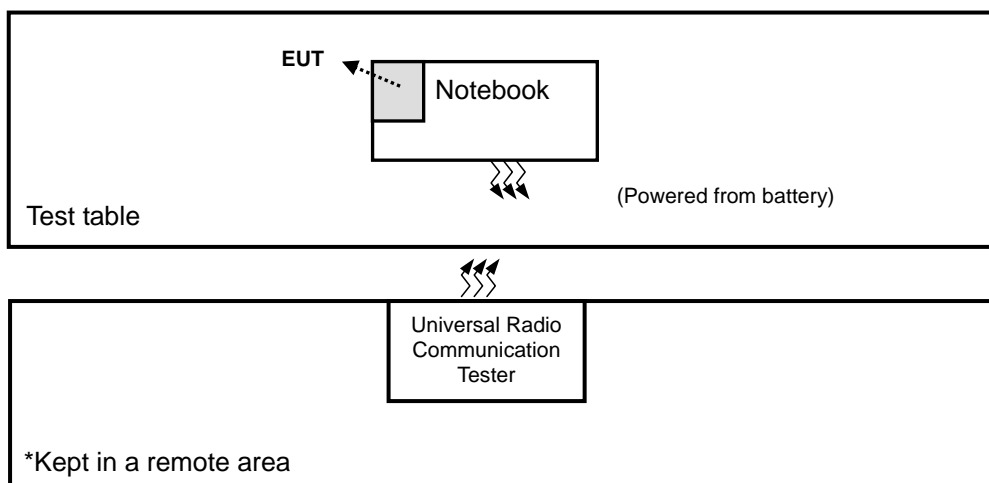 EUT
Notebook
(Powered from battery)
Test table
Universal Radio
Communication
Tester
*Kept in a remote area